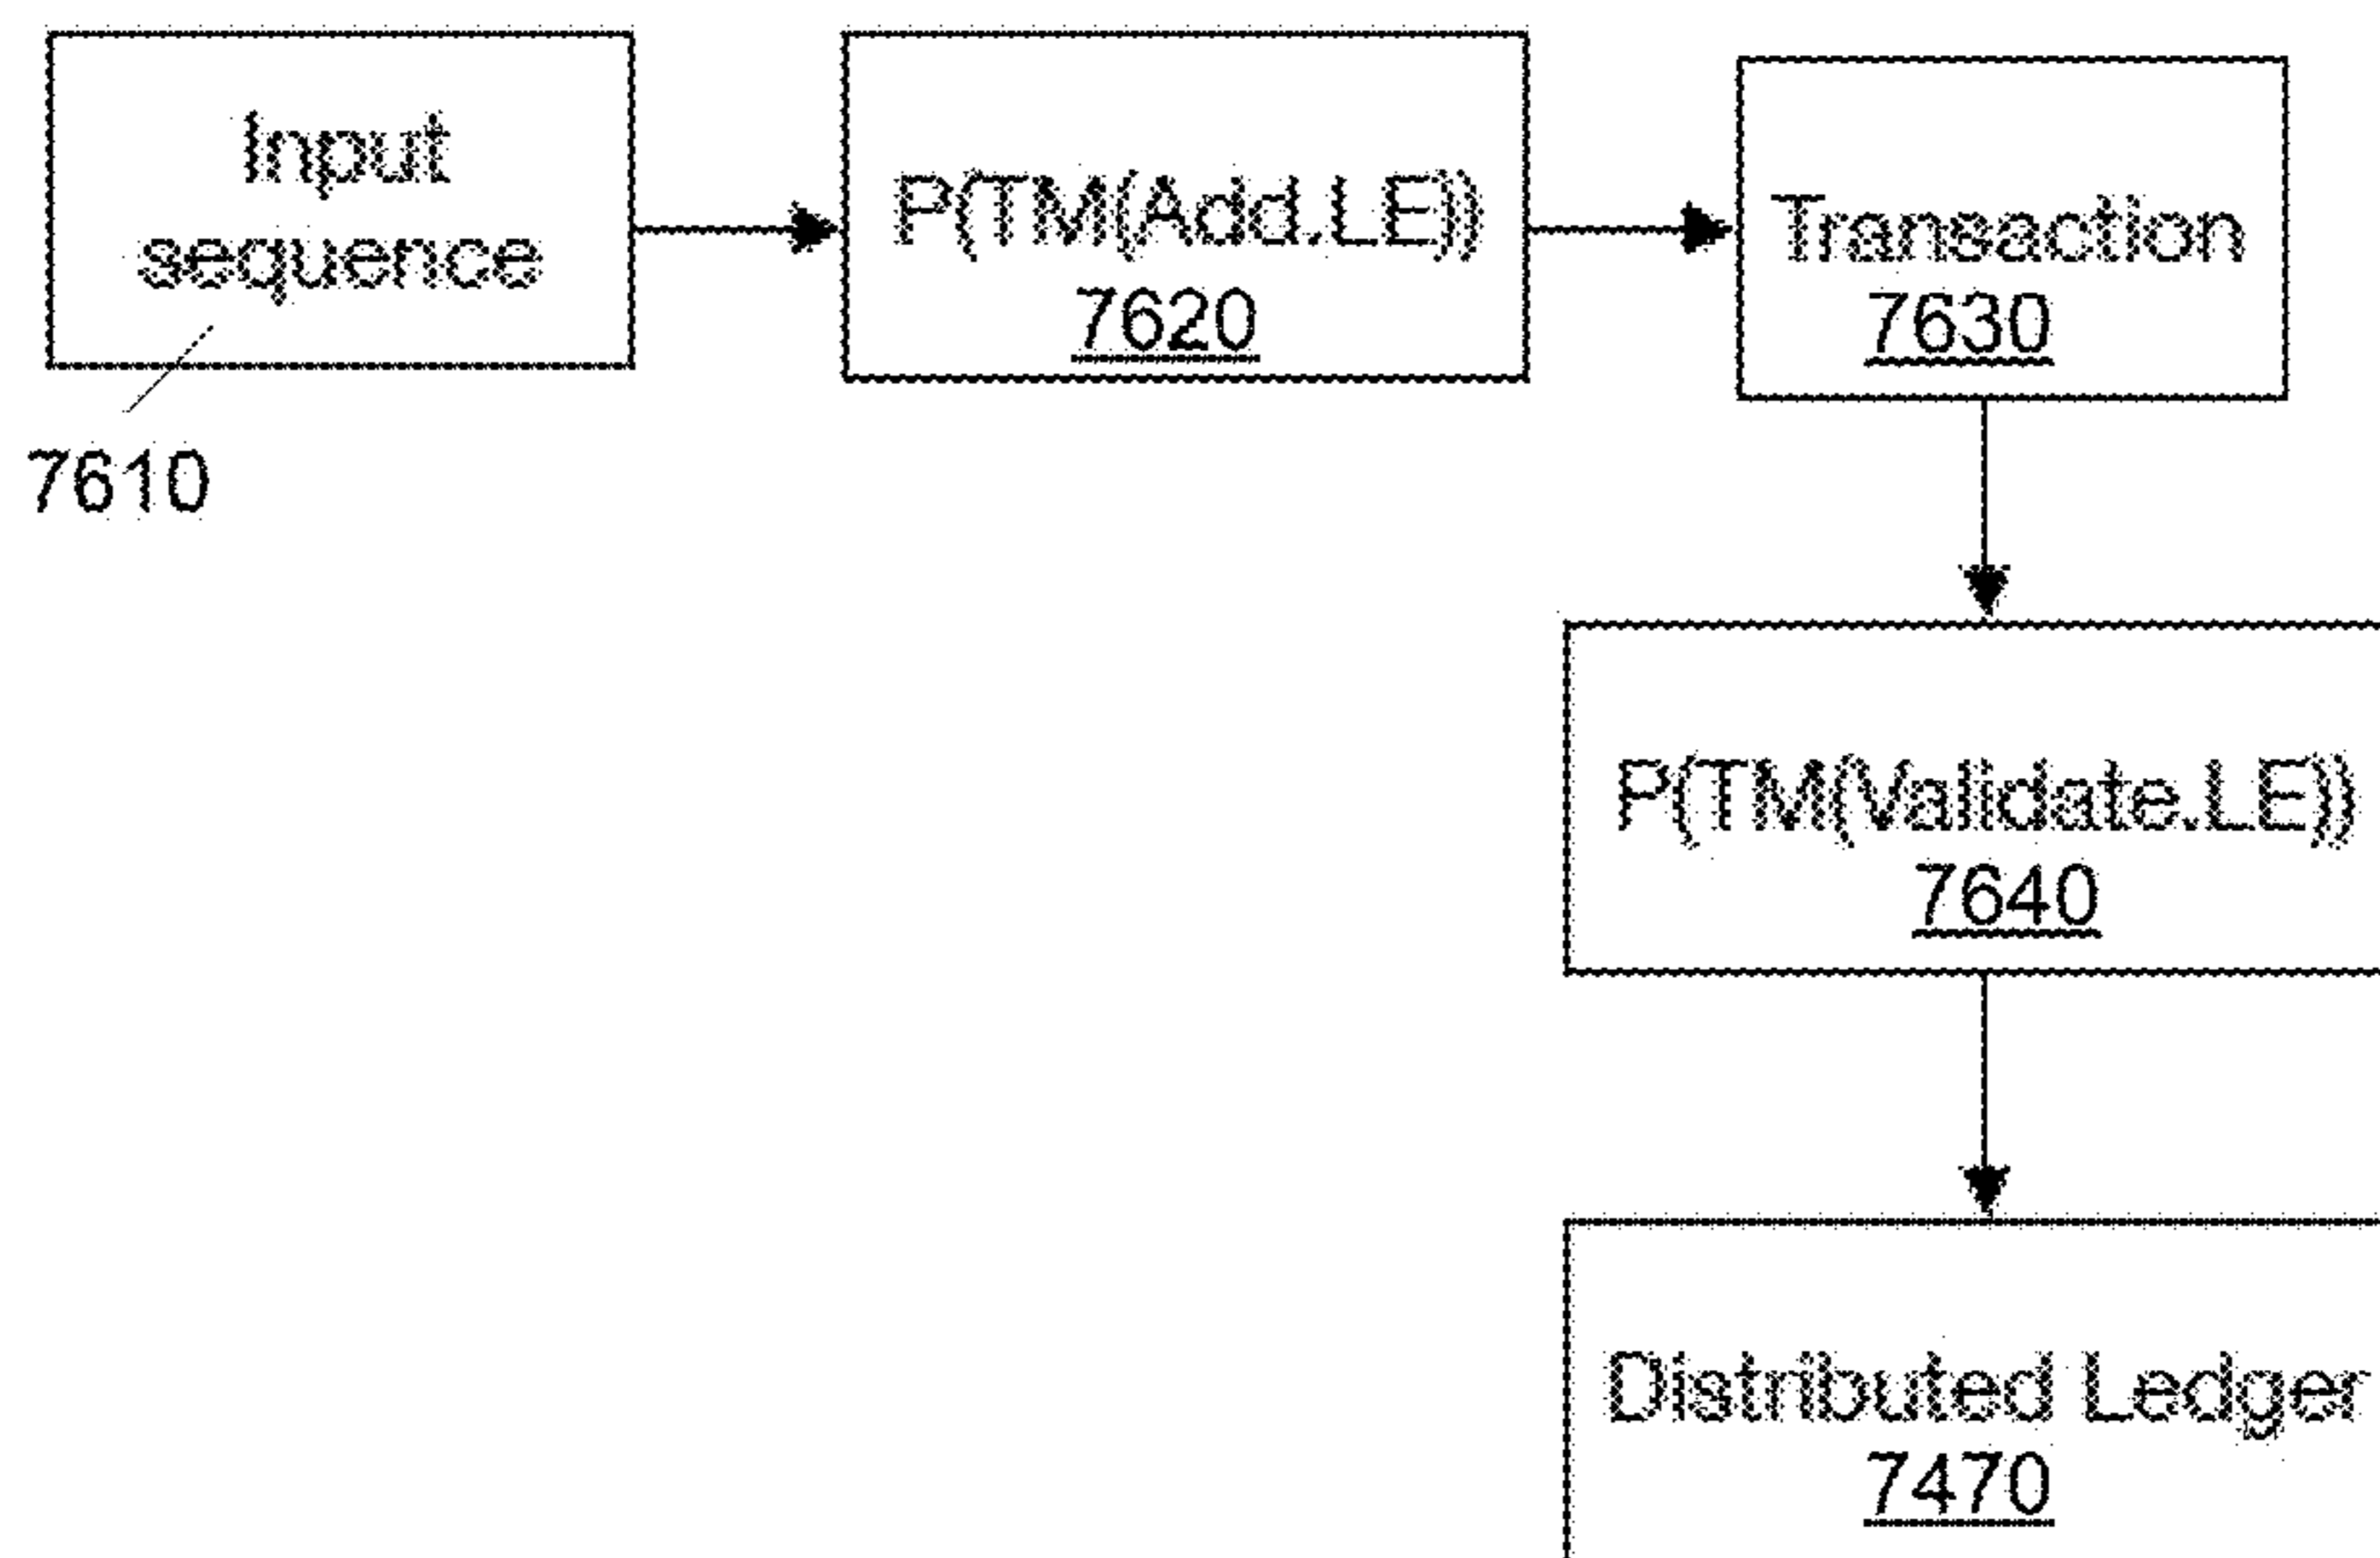 Input
sequence
7610
P(TM(Add.LE))
7620
Transaction
7630
P(TM(Validate.LE))
7640
Distributed Ledger
7470